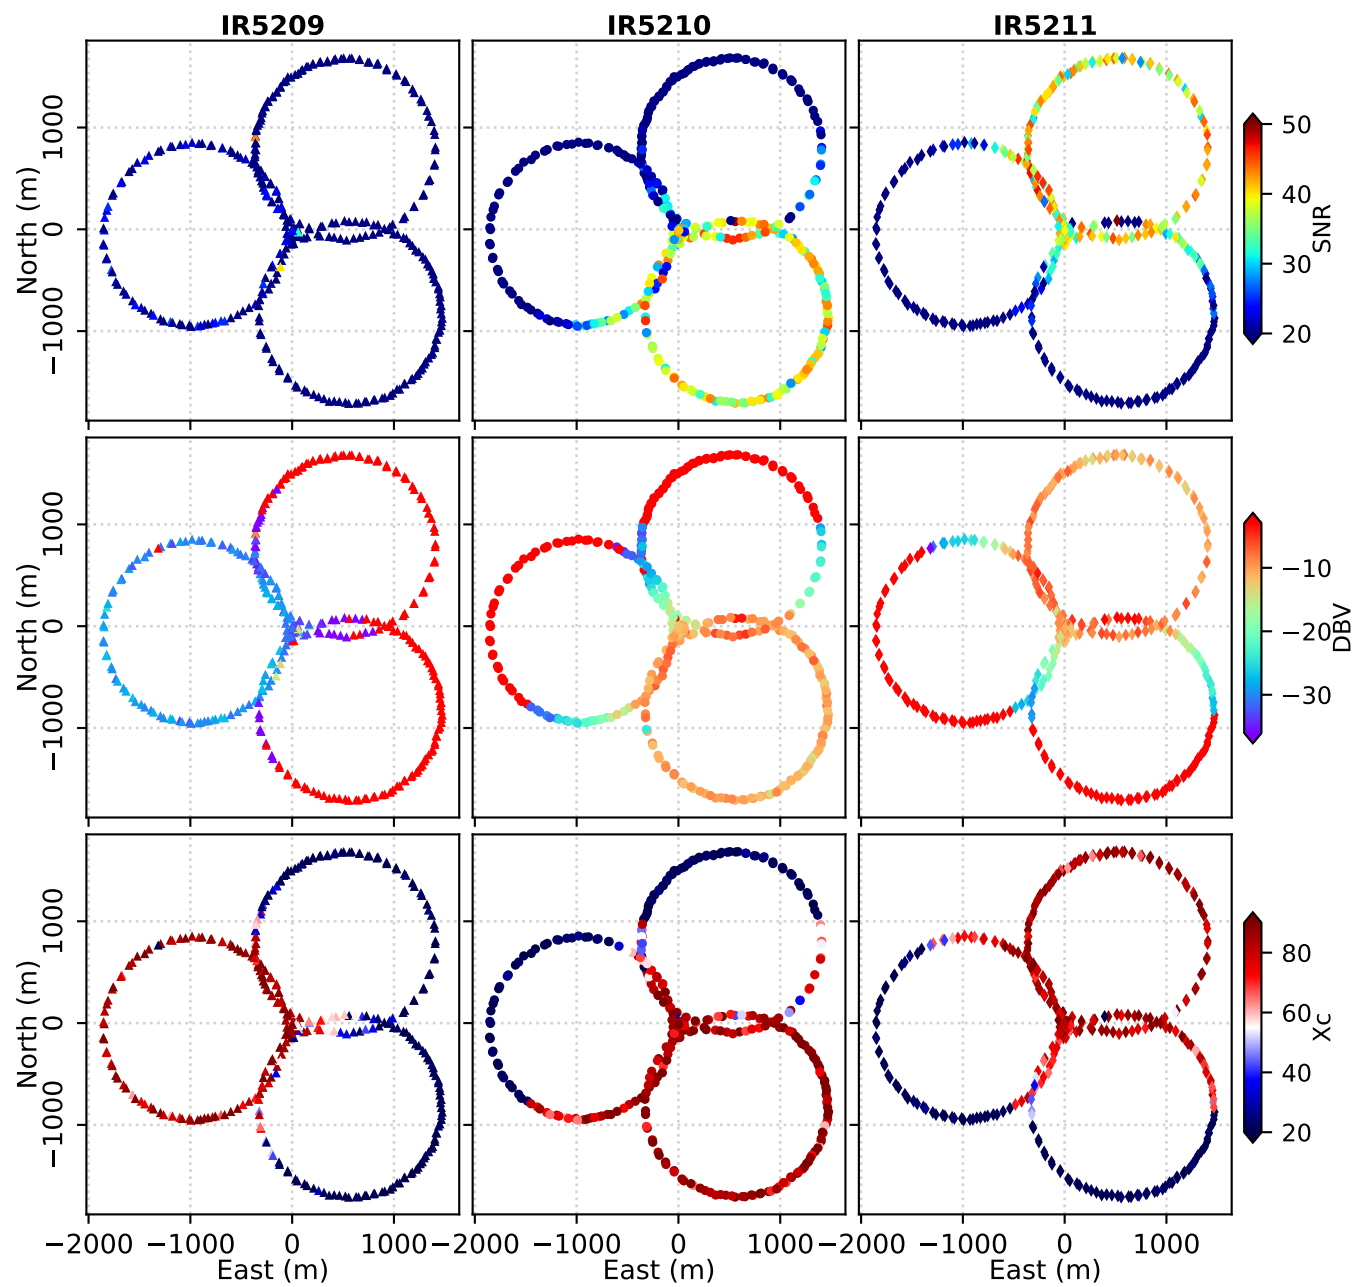 IR5209 IR5210 IR5211
North (m) 1000 0 −1000
50 40 30 20 SNR
North (m) 1000 0 −1000
−10 −20 −30 DBV
North (m) 1000 0 −1000
80 60 40 20 Xc
−2000 −1000 0 1000 −2000 −1000 0 1000 −2000 −1000 0 1000
East (m) East (m) East (m)